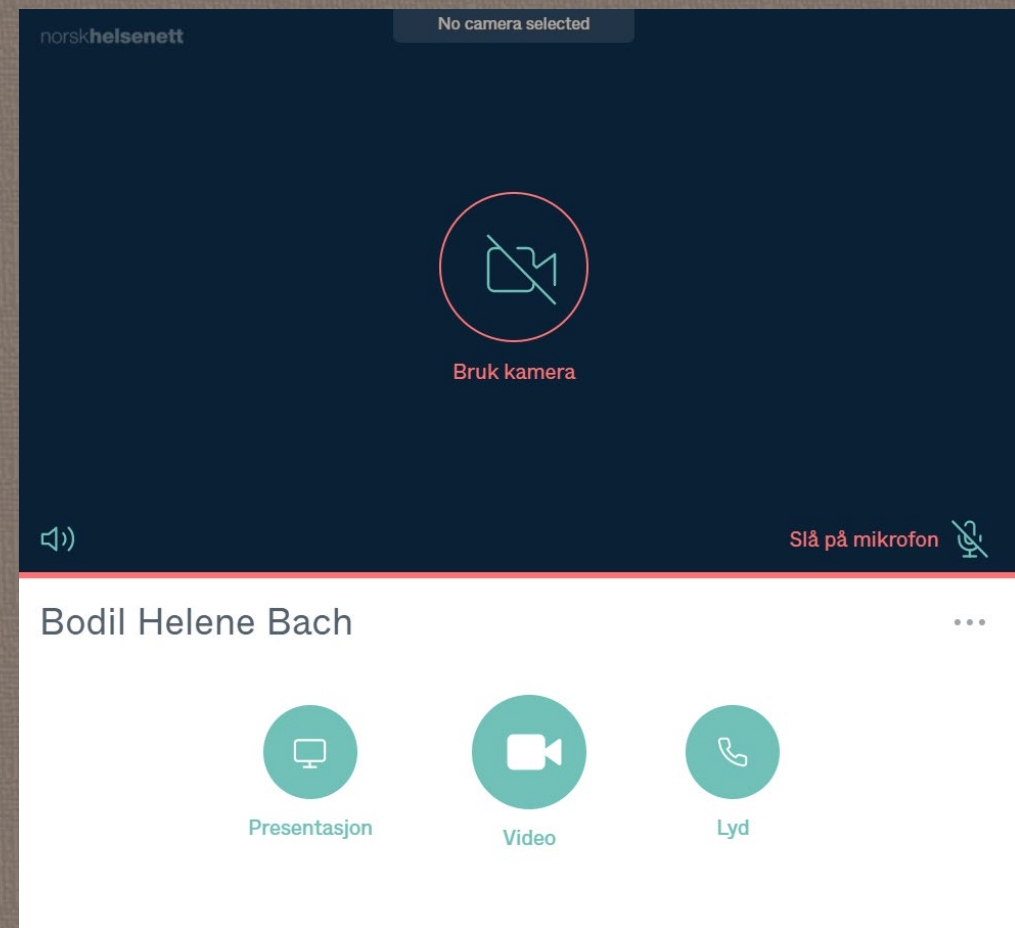 norskhelsenett
No camera selected
Bruk kamera
Slå på mikrofon
Bodil Helene Bach
Presentasjon
Video
Lyd